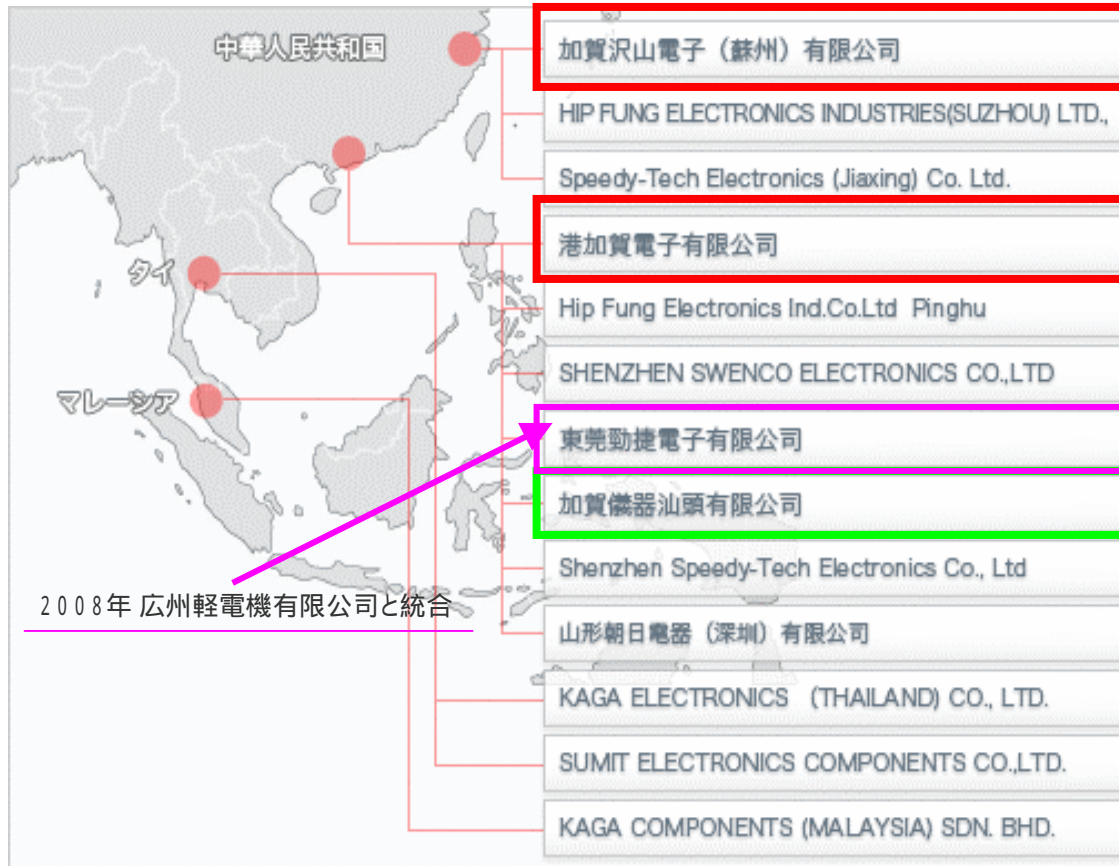 中華人民共和国
タイ
マレーシア
2008年 広州軽電機有限公司と統合
加賀沢山電子（蘇州）有限公司
HIP FUNG ELECTRONICS INDUSTRIES(SUZHOU) LTD.,
Speedy-Tech Electronics (Jiaxing) Co. Ltd.
港加賀電子有限公司
Hip Fung Electronics Ind.Co.Ltd Pinghu
SHENZHEN SWENCO ELECTRONICS CO.,LTD
東莞勁捷電子有限公司
加賀儀器汕頭有限公司
Shenzhen Speedy-Tech Electronics Co., Ltd
山形朝日電器（深圳）有限公司
KAGA ELECTRONICS （THAILAND) CO., LTD.
SUMIT ELECTRONICS COMPONENTS CO.,LTD.
KAGA COMPONENTS (MALAYSIA) SDN. BHD.